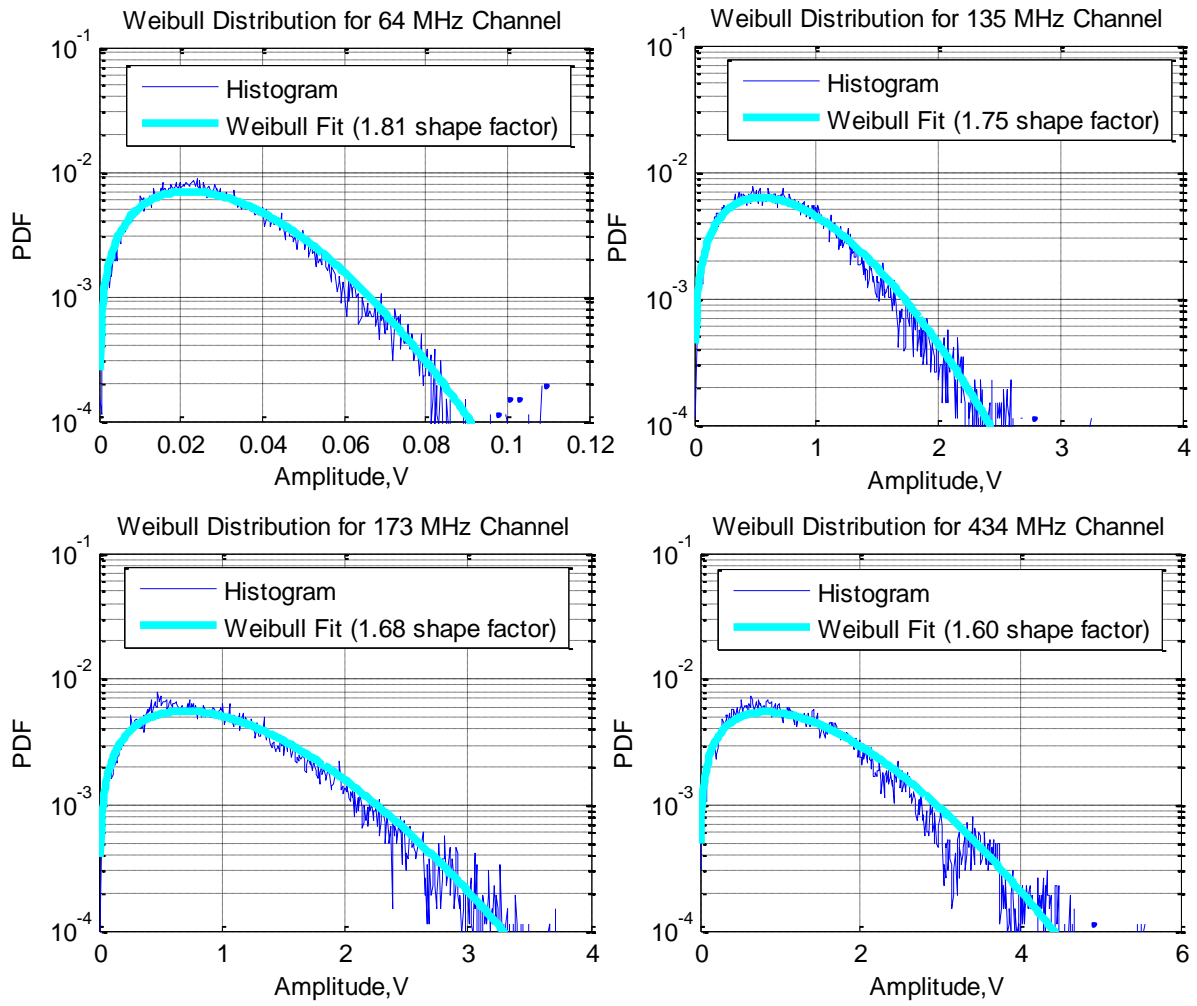 Weibull Distribution for 64 MHz Channel
10^-1
10^-2
10^-3
10^-4
PDF
Histogram
Weibull Fit (1.81 shape factor)
0 0.02 0.04 0.06 0.08 0.1 0.12
Amplitude,V
Weibull Distribution for 135 MHz Channel
10^-1
10^-2
10^-3
10^-4
PDF
Histogram
Weibull Fit (1.75 shape factor)
0 1 2 3 4
Amplitude,V
Weibull Distribution for 173 MHz Channel
10^-1
10^-2
10^-3
10^-4
PDF
Histogram
Weibull Fit (1.68 shape factor)
0 1 2 3 4
Amplitude,V
Weibull Distribution for 434 MHz Channel
10^-1
10^-2
10^-3
10^-4
PDF
Histogram
Weibull Fit (1.60 shape factor)
0 2 4 6
Amplitude,V